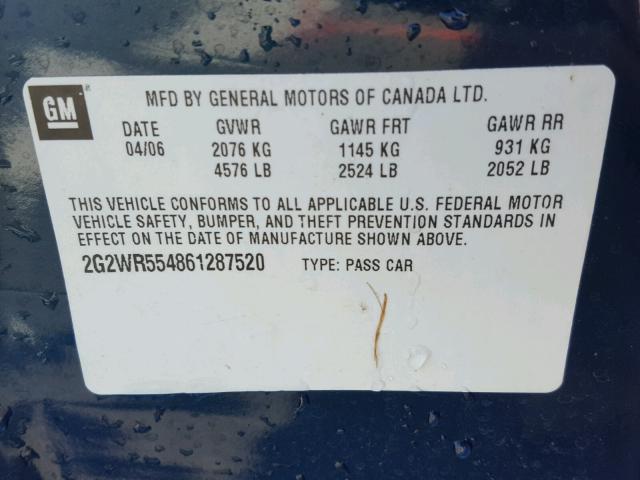 GM
MFD BY GENERAL MOTORS OF CANADA LTD.
DATE GVWR GAWR FRT GAWR RR
04/06 2076 KG 1145 KG 931 KG
4576 LB 2524 LB 2052 LB
THIS VEHICLE CONFORMS TO ALL APPLICABLE U.S. FEDERAL MOTOR
VEHICLE SAFETY, BUMPER, AND THEFT PREVENTION STANDARDS IN
EFFECT ON THE DATE OF MANUFACTURE SHOWN ABOVE.
2G2WR554861287520 TYPE: PASS CAR